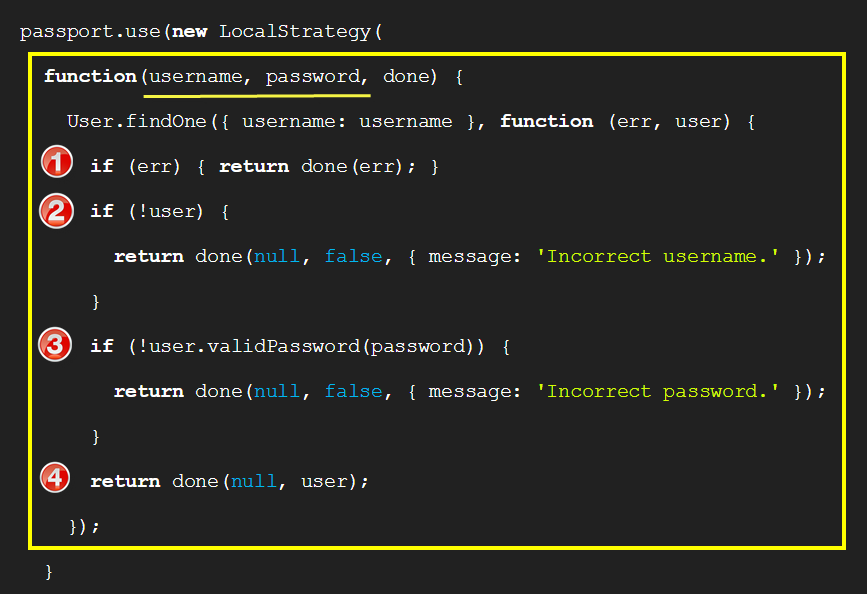 passport.use(new LocalStrategy(
function(username, password, done) {
User.findOne({ username: username }, function (err, user) {
1 if (err) { return done(err); }
2 if (!user) {
return done(null, false, { message: 'Incorrect username.' });
}
3 if (!user.validPassword(password)) {
return done(null, false, { message: 'Incorrect password.' });
}
4 return done(null, user);
});
}